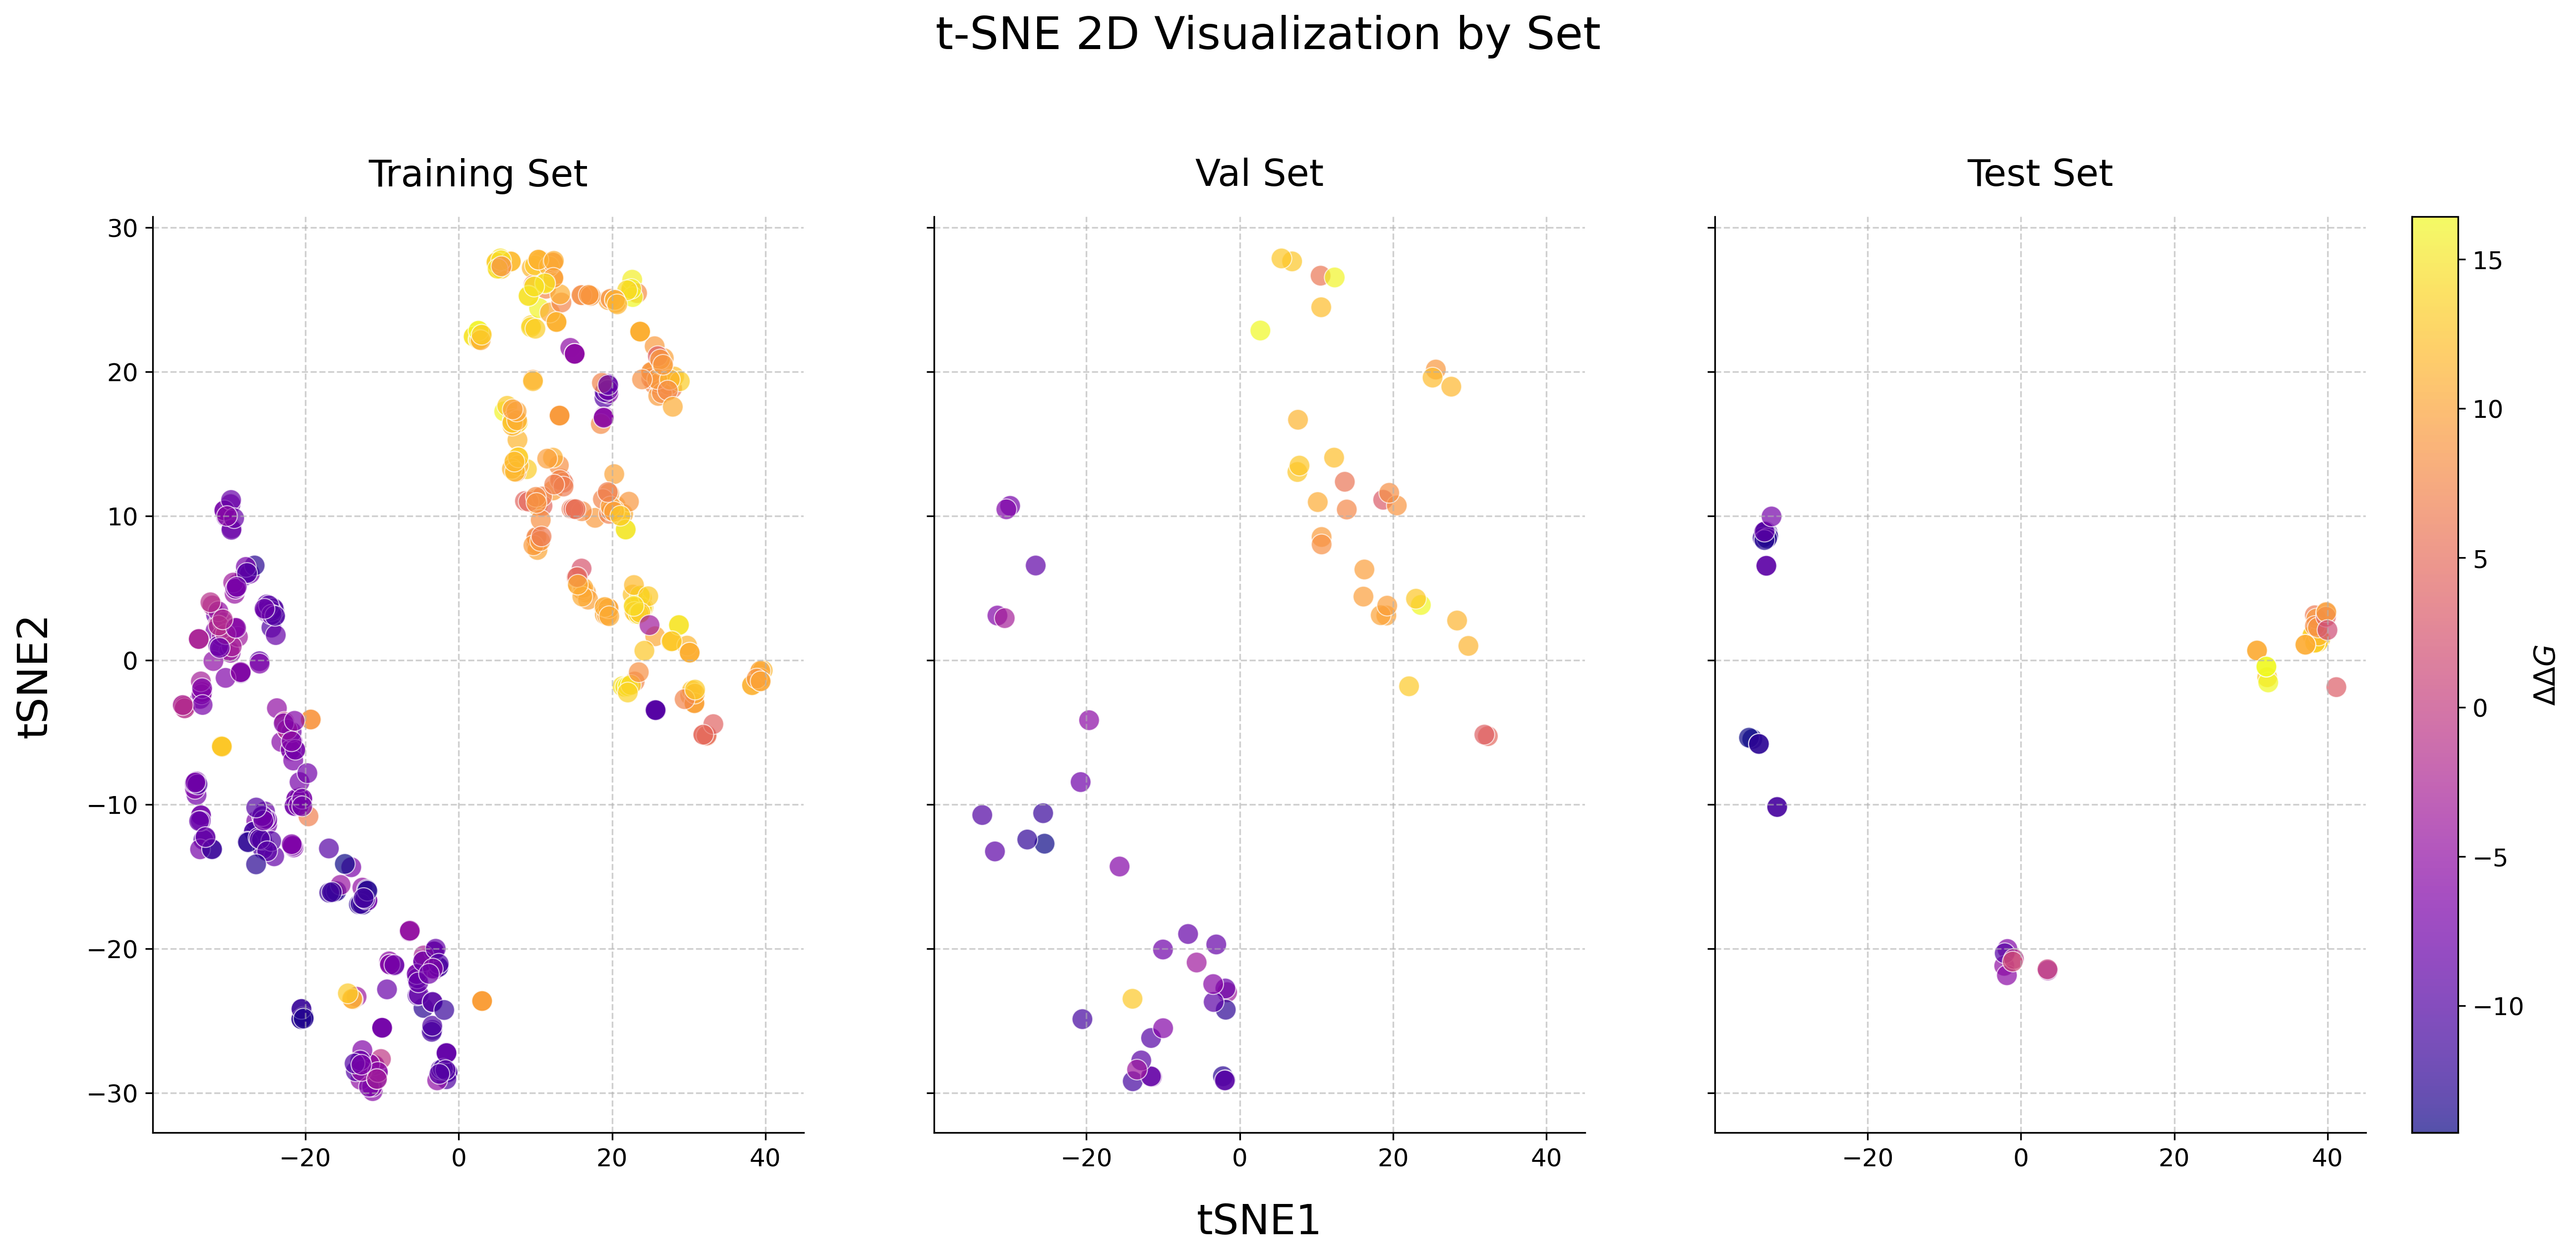 t-SNE 2D Visualization by Set
Training Set
Val Set
Test Set
tSNE2
30
20
10
0
−10
−20
−30
−20 0 20 40
−20 0 20 40
−20 0 20 40
tSNE1
15
10
5
0
−5
−10
ΔΔG